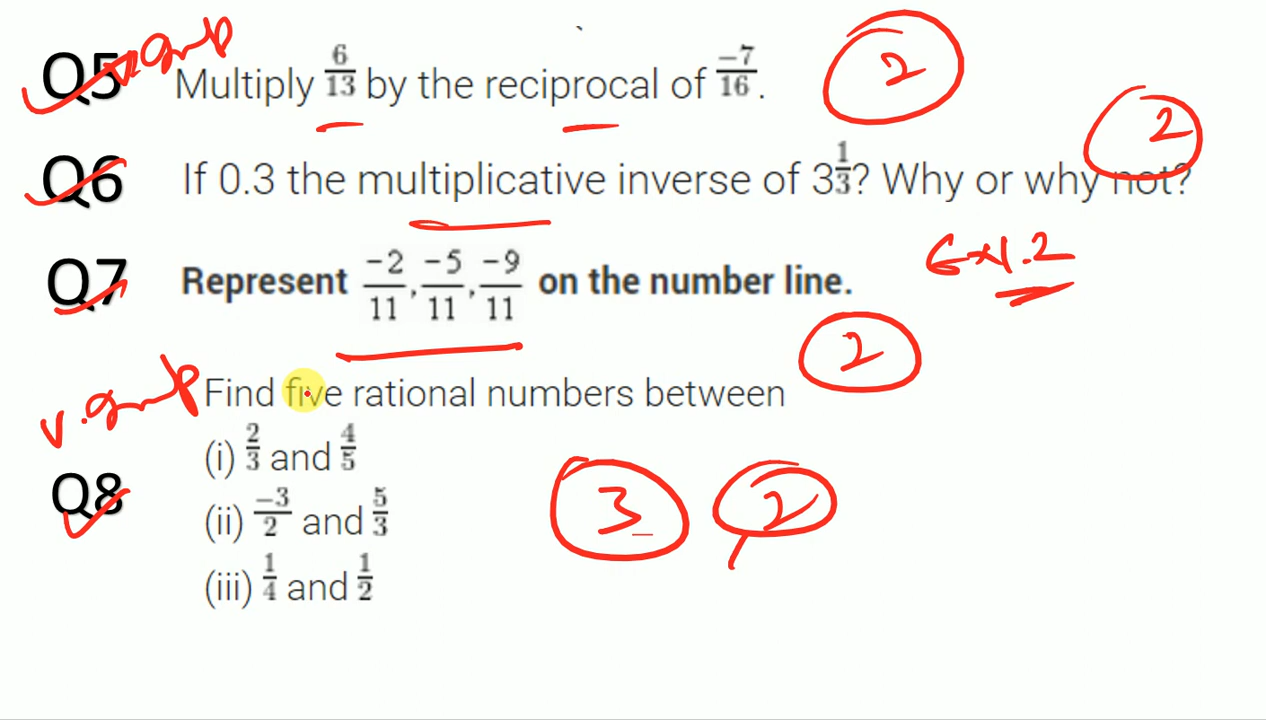 Q5 v.gmp Multiply 6/13 by the reciprocal of -7/16. 2
Q6 If 0.3 the multiplicative inverse of 3 1/3? Why or why not? 2
Q7 Represent -2/11, -5/11, -9/11 on the number line. Ex 1.2
2
v.gmp Find five rational numbers between
(i) 2/3 and 4/5
Q8 (ii) -3/2 and 5/3 3 2
(iii) 1/4 and 1/2